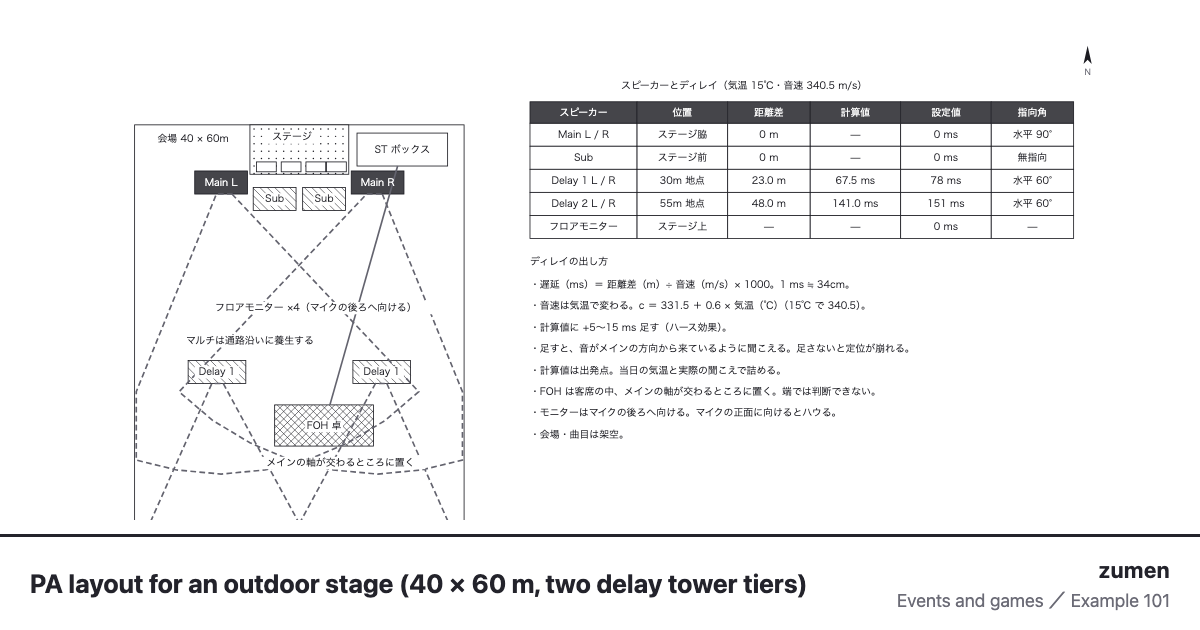 N
スピーカーとディレイ（気温 15℃・音速 340.5 m/s）
スピーカー 位置 距離差 計算値 設定値 指向角
Main L / R ステージ脇 0 m — 0 ms 水平 90°
Sub ステージ前 0 m — 0 ms 無指向
Delay 1 L / R 30m 地点 23.0 m 67.5 ms 78 ms 水平 60°
Delay 2 L / R 55m 地点 48.0 m 141.0 ms 151 ms 水平 60°
フロアモニター ステージ上 — — 0 ms —
会場 40 × 60m
ステージ
ST ボックス
Main L
Main R
Sub
Sub
フロアモニター ×4（マイクの後ろへ向ける）
マルチは通路沿いに養生する
Delay 1
Delay 1
FOH 卓
メインの軸が交わるところに置く
ディレイの出し方
・遅延（ms）＝ 距離差（m）÷ 音速（m/s）× 1000。1 ms ≒ 34cm。
・音速は気温で変わる。c ＝ 331.5 ＋ 0.6 × 気温（℃）（15℃ で 340.5）。
・計算値に +5〜15 ms 足す（ハース効果）。
・足すと、音がメインの方向から来ているように聞こえる。足さないと定位が崩れる。
・計算値は出発点。当日の気温と実際の聞こえで詰める。
・FOH は客席の中、メインの軸が交わるところに置く。端では判断できない。
・モニターはマイクの後ろへ向ける。マイクの正面に向けるとハウる。
・会場・曲目は架空。
PA layout for an outdoor stage (40 × 60 m, two delay tower tiers)
zumen
Events and games ／ Example 101